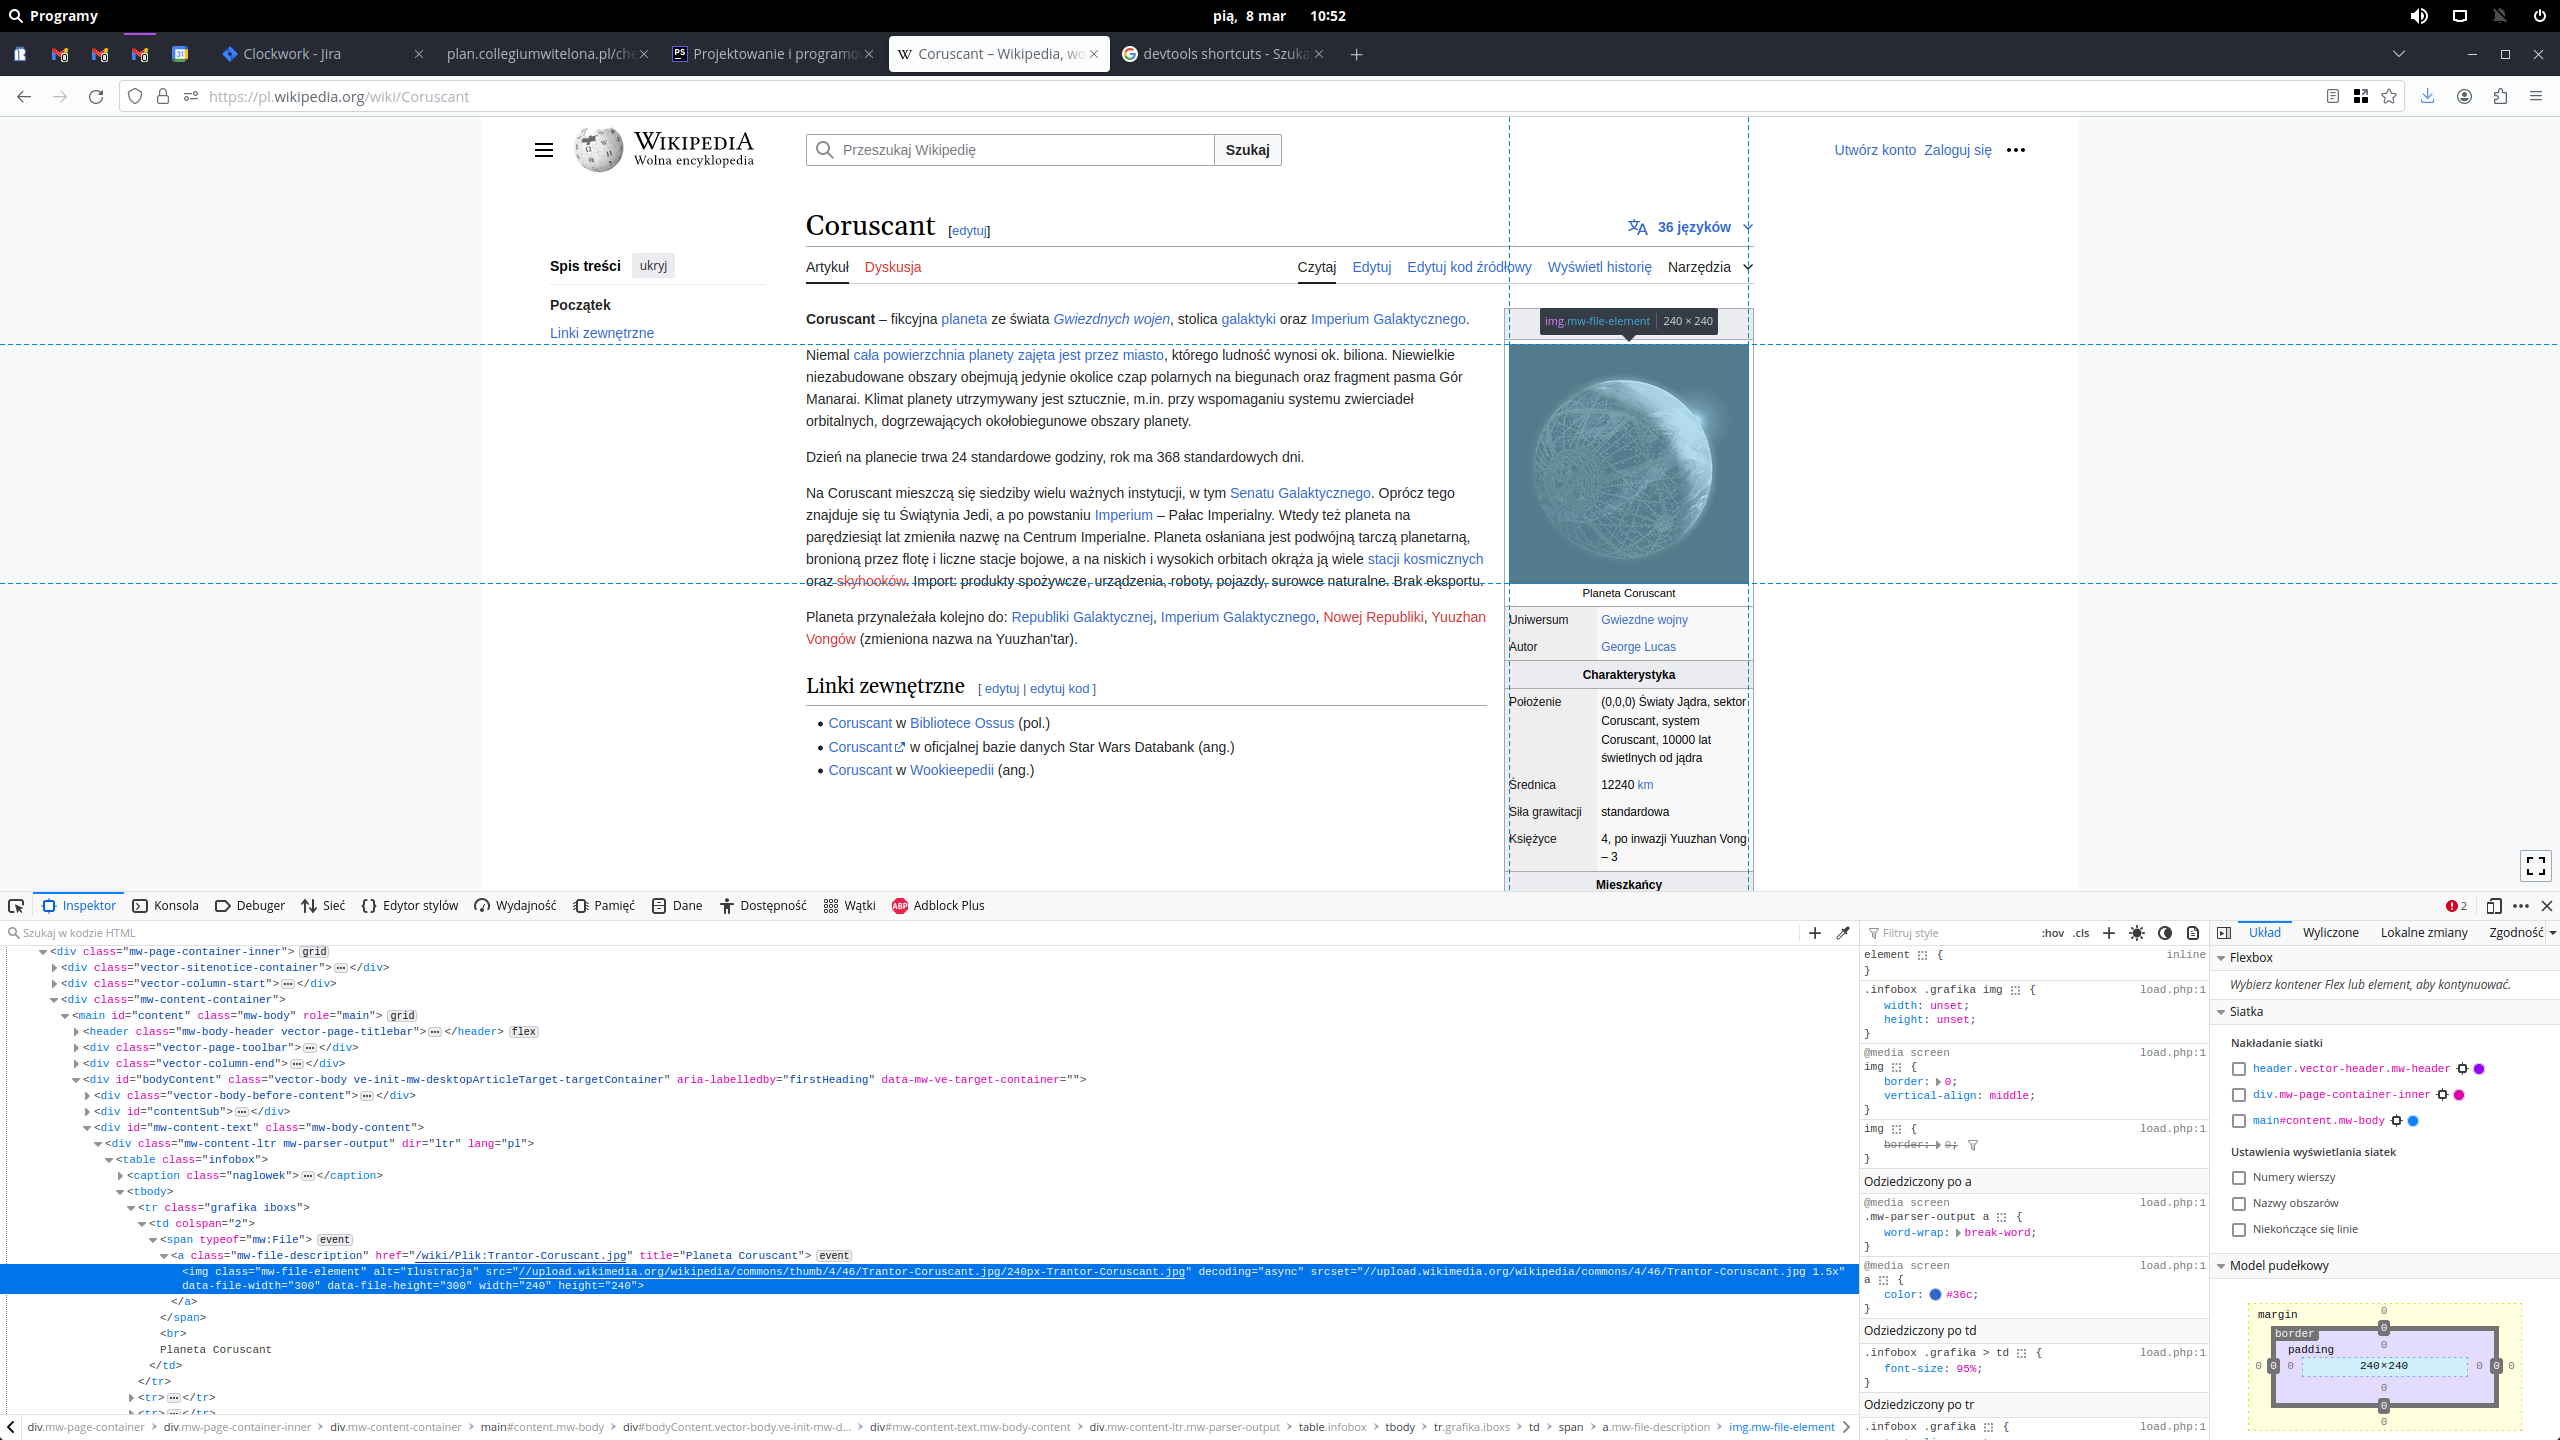 Programy
pią, 8 mar 10:52
Clockwork - Jira
plan.collegiumwitelona.pl/che
Projektowanie i programo
Coruscant – Wikipedia, wo
devtools shortcuts - Szuka
https://pl.wikipedia.org/wiki/Coruscant
WIKIPEDIA
Wolna encyklopedia
Przeszukaj Wikipedię
Szukaj
Utwórz konto Zaloguj się
Coruscant [edytuj]
36 języków
Spis treści ukryj
Początek
Linki zewnętrzne
Artykuł Dyskusja
Czytaj Edytuj Edytuj kod źródłowy Wyświetl historię Narzędzia
Coruscant – fikcyjna planeta ze świata Gwiezdnych wojen, stolica galaktyki oraz Imperium Galaktycznego.
Niemal cała powierzchnia planety zajęta jest przez miasto, którego ludność wynosi ok. biliona. Niewielkie
niezabudowane obszary obejmują jedynie okolice czap polarnych na biegunach oraz fragment pasma Gór
Manarai. Klimat planety utrzymywany jest sztucznie, m.in. przy wspomaganiu systemu zwierciadeł
orbitalnych, dogrzewających okołobiegunowe obszary planety.
Dzień na planecie trwa 24 standardowe godziny, rok ma 368 standardowych dni.
Na Coruscant mieszczą się siedziby wielu ważnych instytucji, w tym Senatu Galaktycznego. Oprócz tego
znajduje się tu Świątynia Jedi, a po powstaniu Imperium – Pałac Imperialny. Wtedy też planeta na
parędziesiąt lat zmieniła nazwę na Centrum Imperialne. Planeta osłaniana jest podwójną tarczą planetarną,
bronioną przez flotę i liczne stacje bojowe, a na niskich i wysokich orbitach okrąża ją wiele stacji kosmicznych
oraz skyhooków. Import: produkty spożywcze, urządzenia, roboty, pojazdy, surowce naturalne. Brak eksportu.
Planeta przynależała kolejno do: Republiki Galaktycznej, Imperium Galaktycznego, Nowej Republiki, Yuuzhan
Vongów (zmieniona nazwa na Yuuzhan'tar).
Linki zewnętrzne [ edytuj | edytuj kod ]
• Coruscant w Bibliotece Ossus (pol.)
• Coruscant w oficjalnej bazie danych Star Wars Databank (ang.)
• Coruscant w Wookieepedii (ang.)
img.mw-file-element 240 × 240
Planeta Coruscant
Uniwersum Gwiezdne wojny
Autor George Lucas
Charakterystyka
Położenie (0,0,0) Światy Jądra, sektor
Coruscant, system
Coruscant, 10000 lat
świetlnych od jądra
Średnica 12240 km
Siła grawitacji standardowa
Księżyce 4, po inwazji Yuuzhan Vong
– 3
Mieszkańcy
Inspektor Konsola Debuger Sieć Edytor stylów Wydajność Pamięć Dane Dostępność Wątki ABP Adblock Plus 2
Szukaj w kodzie HTML
<div class="mw-page-container-inner"> grid
<div class="vector-sitenotice-container">…</div>
<div class="vector-column-start">…</div>
<div class="mw-content-container">
<main id="content" class="mw-body" role="main"> grid
<header class="mw-body-header vector-page-titlebar">…</header> flex
<div class="vector-page-toolbar">…</div>
<div class="vector-column-end">…</div>
<div id="bodyContent" class="vector-body ve-init-mw-desktopArticleTarget-targetContainer" aria-labelledby="firstHeading" data-mw-ve-target-container="">
<div class="vector-body-before-content">…</div>
<div id="contentSub">…</div>
<div id="mw-content-text" class="mw-body-content">
<div class="mw-content-ltr mw-parser-output" dir="ltr" lang="pl">
<table class="infobox">
<caption class="naglowek">…</caption>
<tbody>
<tr class="grafika iboxs">
<td colspan="2">
<span typeof="mw:File"> event
<a class="mw-file-description" href="/wiki/Plik:Trantor-Coruscant.jpg" title="Planeta Coruscant"> event
<img class="mw-file-element" alt="Ilustracja" src="//upload.wikimedia.org/wikipedia/commons/thumb/4/46/Trantor-Coruscant.jpg/240px-Trantor-Coruscant.jpg" decoding="async" srcset="//upload.wikimedia.org/wikipedia/commons/4/46/Trantor-Coruscant.jpg 1.5x"
data-file-width="300" data-file-height="300" width="240" height="240">
</a>
</span>
<br>
Planeta Coruscant
</td>
</tr>
<tr>…</tr>
<tr>…</tr>
div.mw-page-container div.mw-page-container-inner div.mw-content-container main#content.mw-body div#bodyContent.vector-body.ve-init-mw-d… div#mw-content-text.mw-body-content div.mw-content-ltr.mw-parser-output table.infobox tbody tr.grafika.iboxs td span a.mw-file-description img.mw-file-element
Filtruj style :hov .cls
element { inline
}
.infobox .grafika img { load.php:1
width: unset;
height: unset;
}
@media screen load.php:1
img {
border: 0;
vertical-align: middle;
}
img { load.php:1
border: 0;
}
Odziedziczony po a
@media screen load.php:1
.mw-parser-output a {
word-wrap: break-word;
}
@media screen load.php:1
a {
color: #36c;
}
Odziedziczony po td
.infobox .grafika > td { load.php:1
font-size: 95%;
}
Odziedziczony po tr
.infobox .grafika { load.php:1
Układ Wyliczone Lokalne zmiany Zgodność
Flexbox
Wybierz kontener Flex lub element, aby kontynuować.
Siatka
Nakładanie siatki
header.vector-header.mw-header
div.mw-page-container-inner
main#content.mw-body
Ustawienia wyświetlania siatek
Numery wierszy
Nazwy obszarów
Niekończące się linie
Model pudełkowy
margin 0
border 0
padding 0
0 0 0 240×240 0 0 0
0
0
0